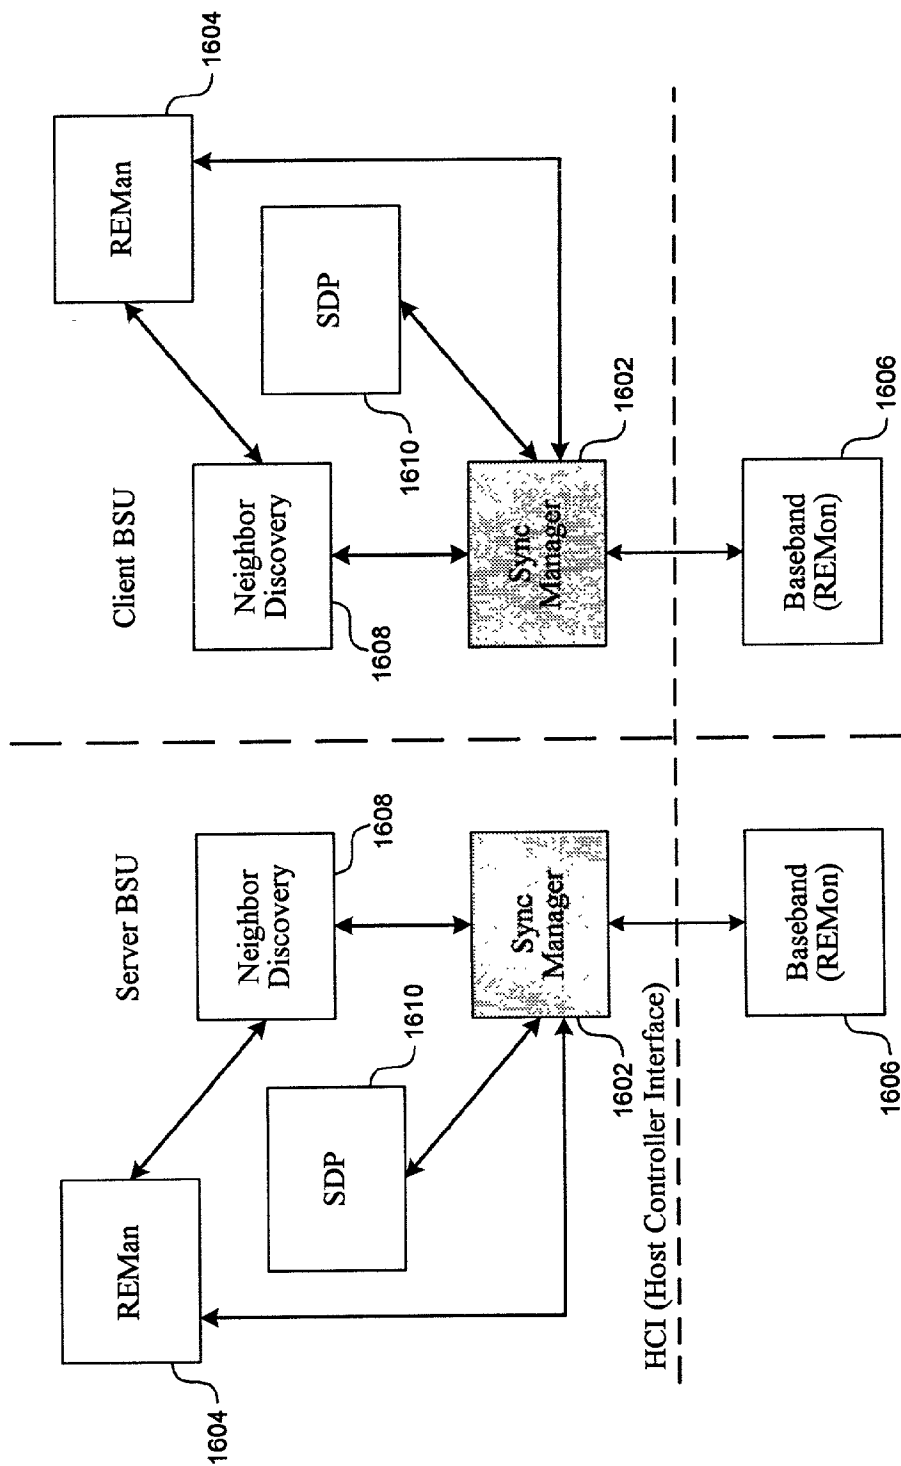 Server BSU
Client BSU
1604
REMan
1604
REMan
Neighbor
Discovery
1608
Neighbor
Discovery
1608
SDP
1610
SDP
1610
Sync
Manager
1602
Sync
Manager
1602
HCI (Host Controller Interface)
Baseband
(REMon)
1606
Baseband
(REMon)
1606